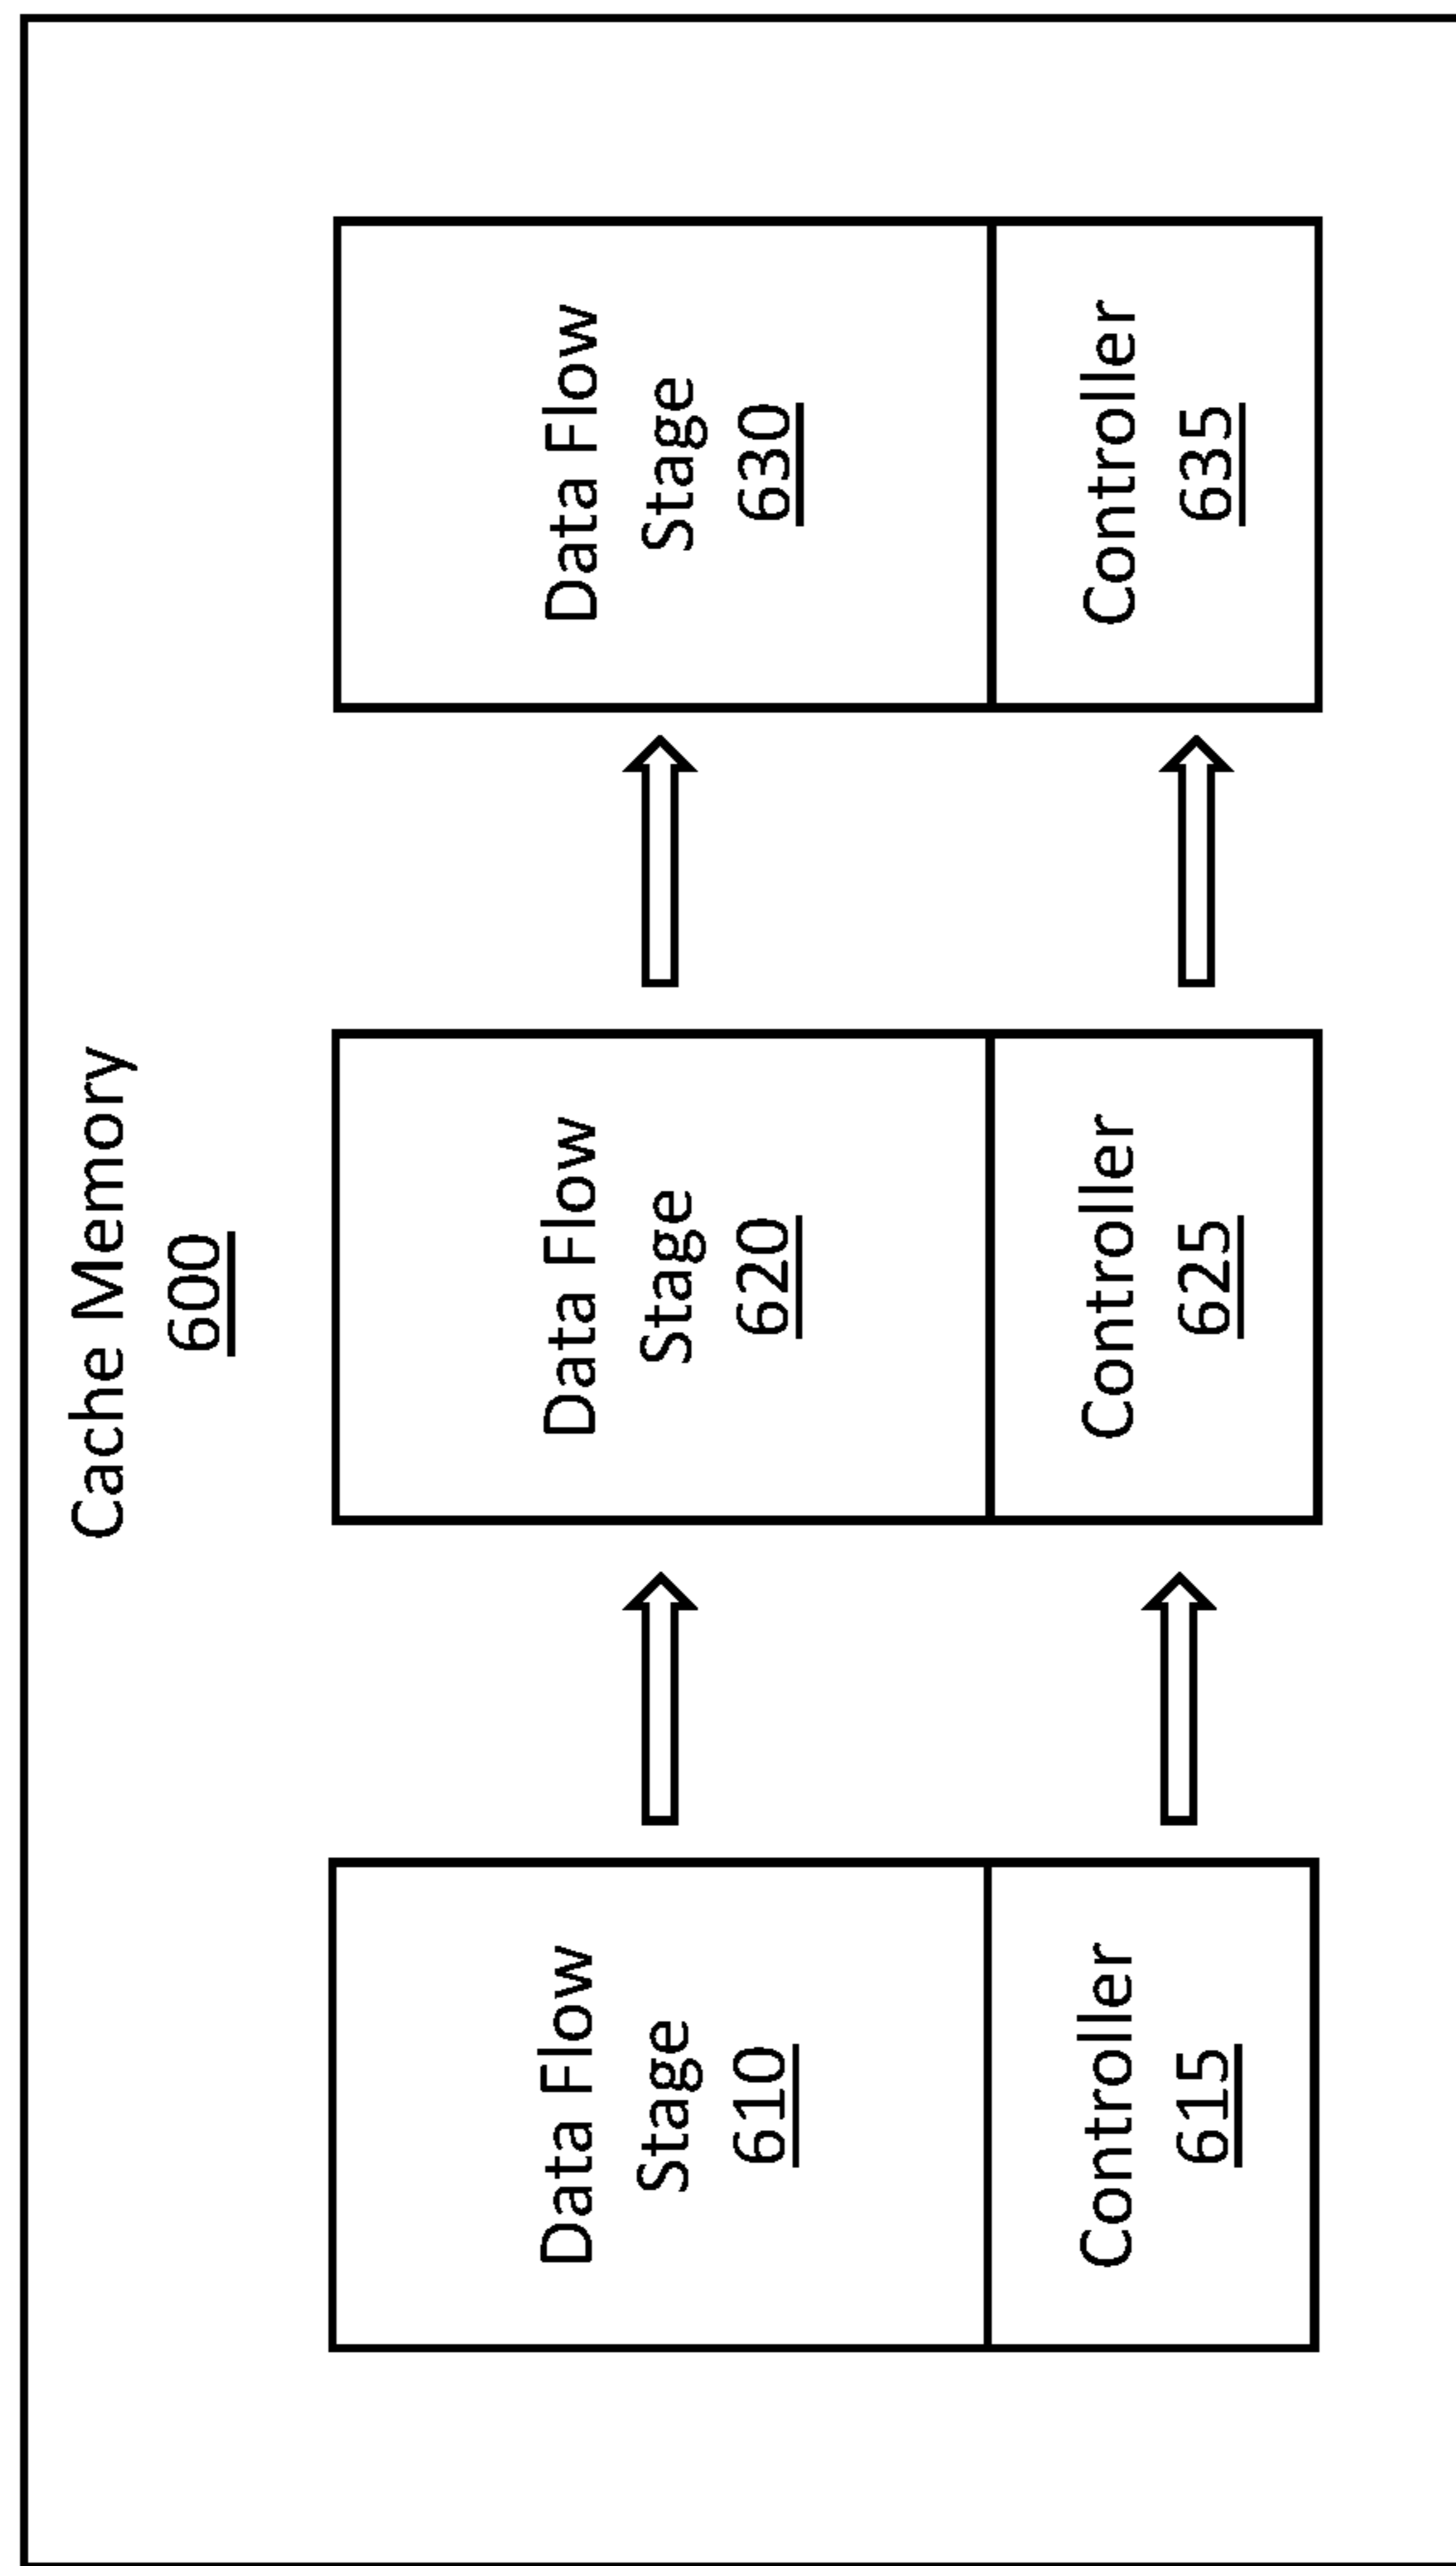 Cache Memory
600
Data Flow
Stage
610
Controller
615
Data Flow
Stage
620
Controller
625
Data Flow
Stage
630
Controller
635